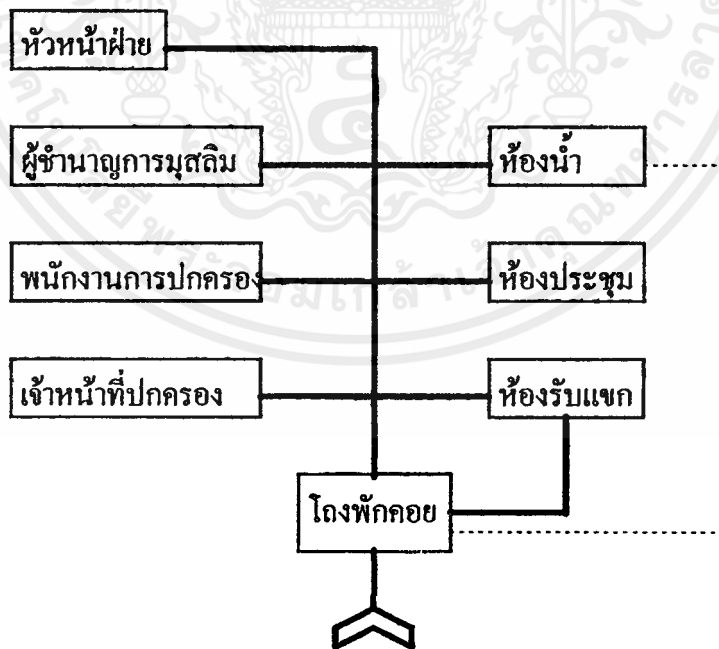 หัวหน้าฝ่าย
ผู้ชำนาญการมุสลิม
ห้องน้ำ
พนักงานการปกครอง
ห้องประชุม
เจ้าหน้าที่ปกครอง
ห้องรับแขก
โถงพักคอย